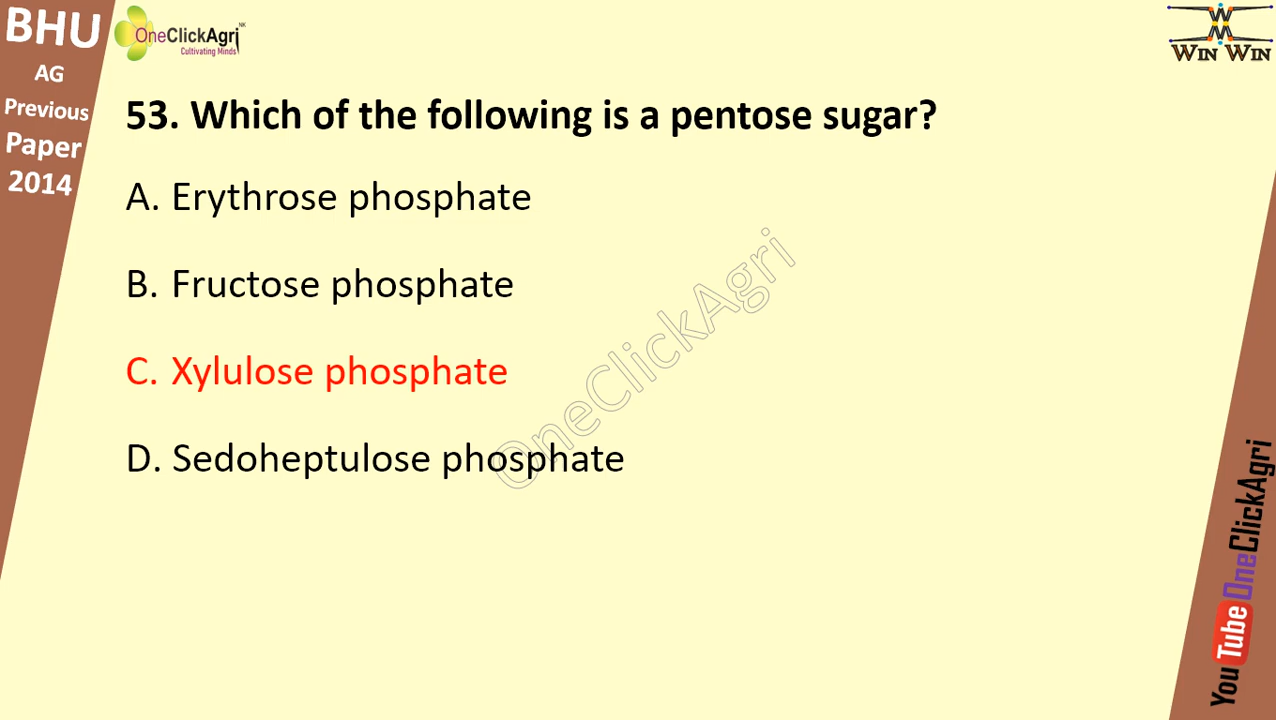 BHU
AG
Previous
Paper
2014
OneClickAgri NK
Cultivating Minds
WIN WIN
53. Which of the following is a pentose sugar?
A. Erythrose phosphate
B. Fructose phosphate
C. Xylulose phosphate
D. Sedoheptulose phosphate
OneClickAgri
YouTube OneClickAgri